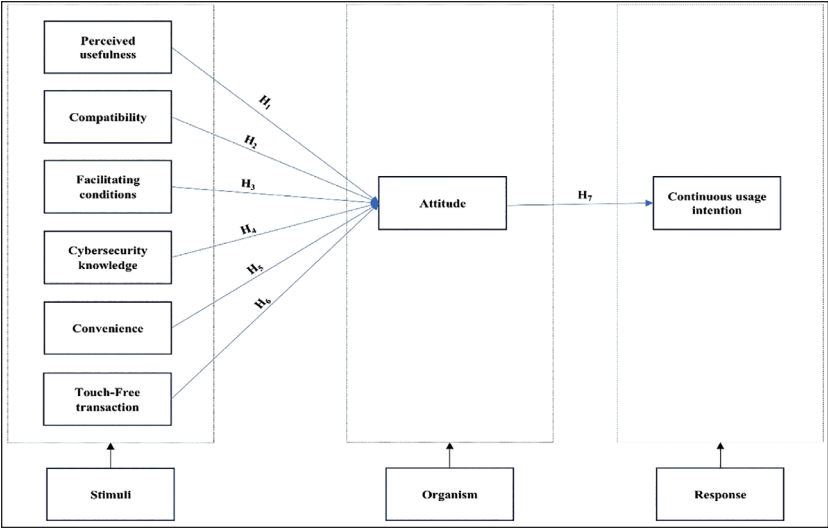 Perceived
usefulness
H1
Compatibility
H2
Facilitating
conditions
H3
Attitude
H7
Continuous usage
intention
Cybersecurity
knowledge
H4
Convenience
H5
H6
Touch-Free
transaction
Stimuli
Organism
Response